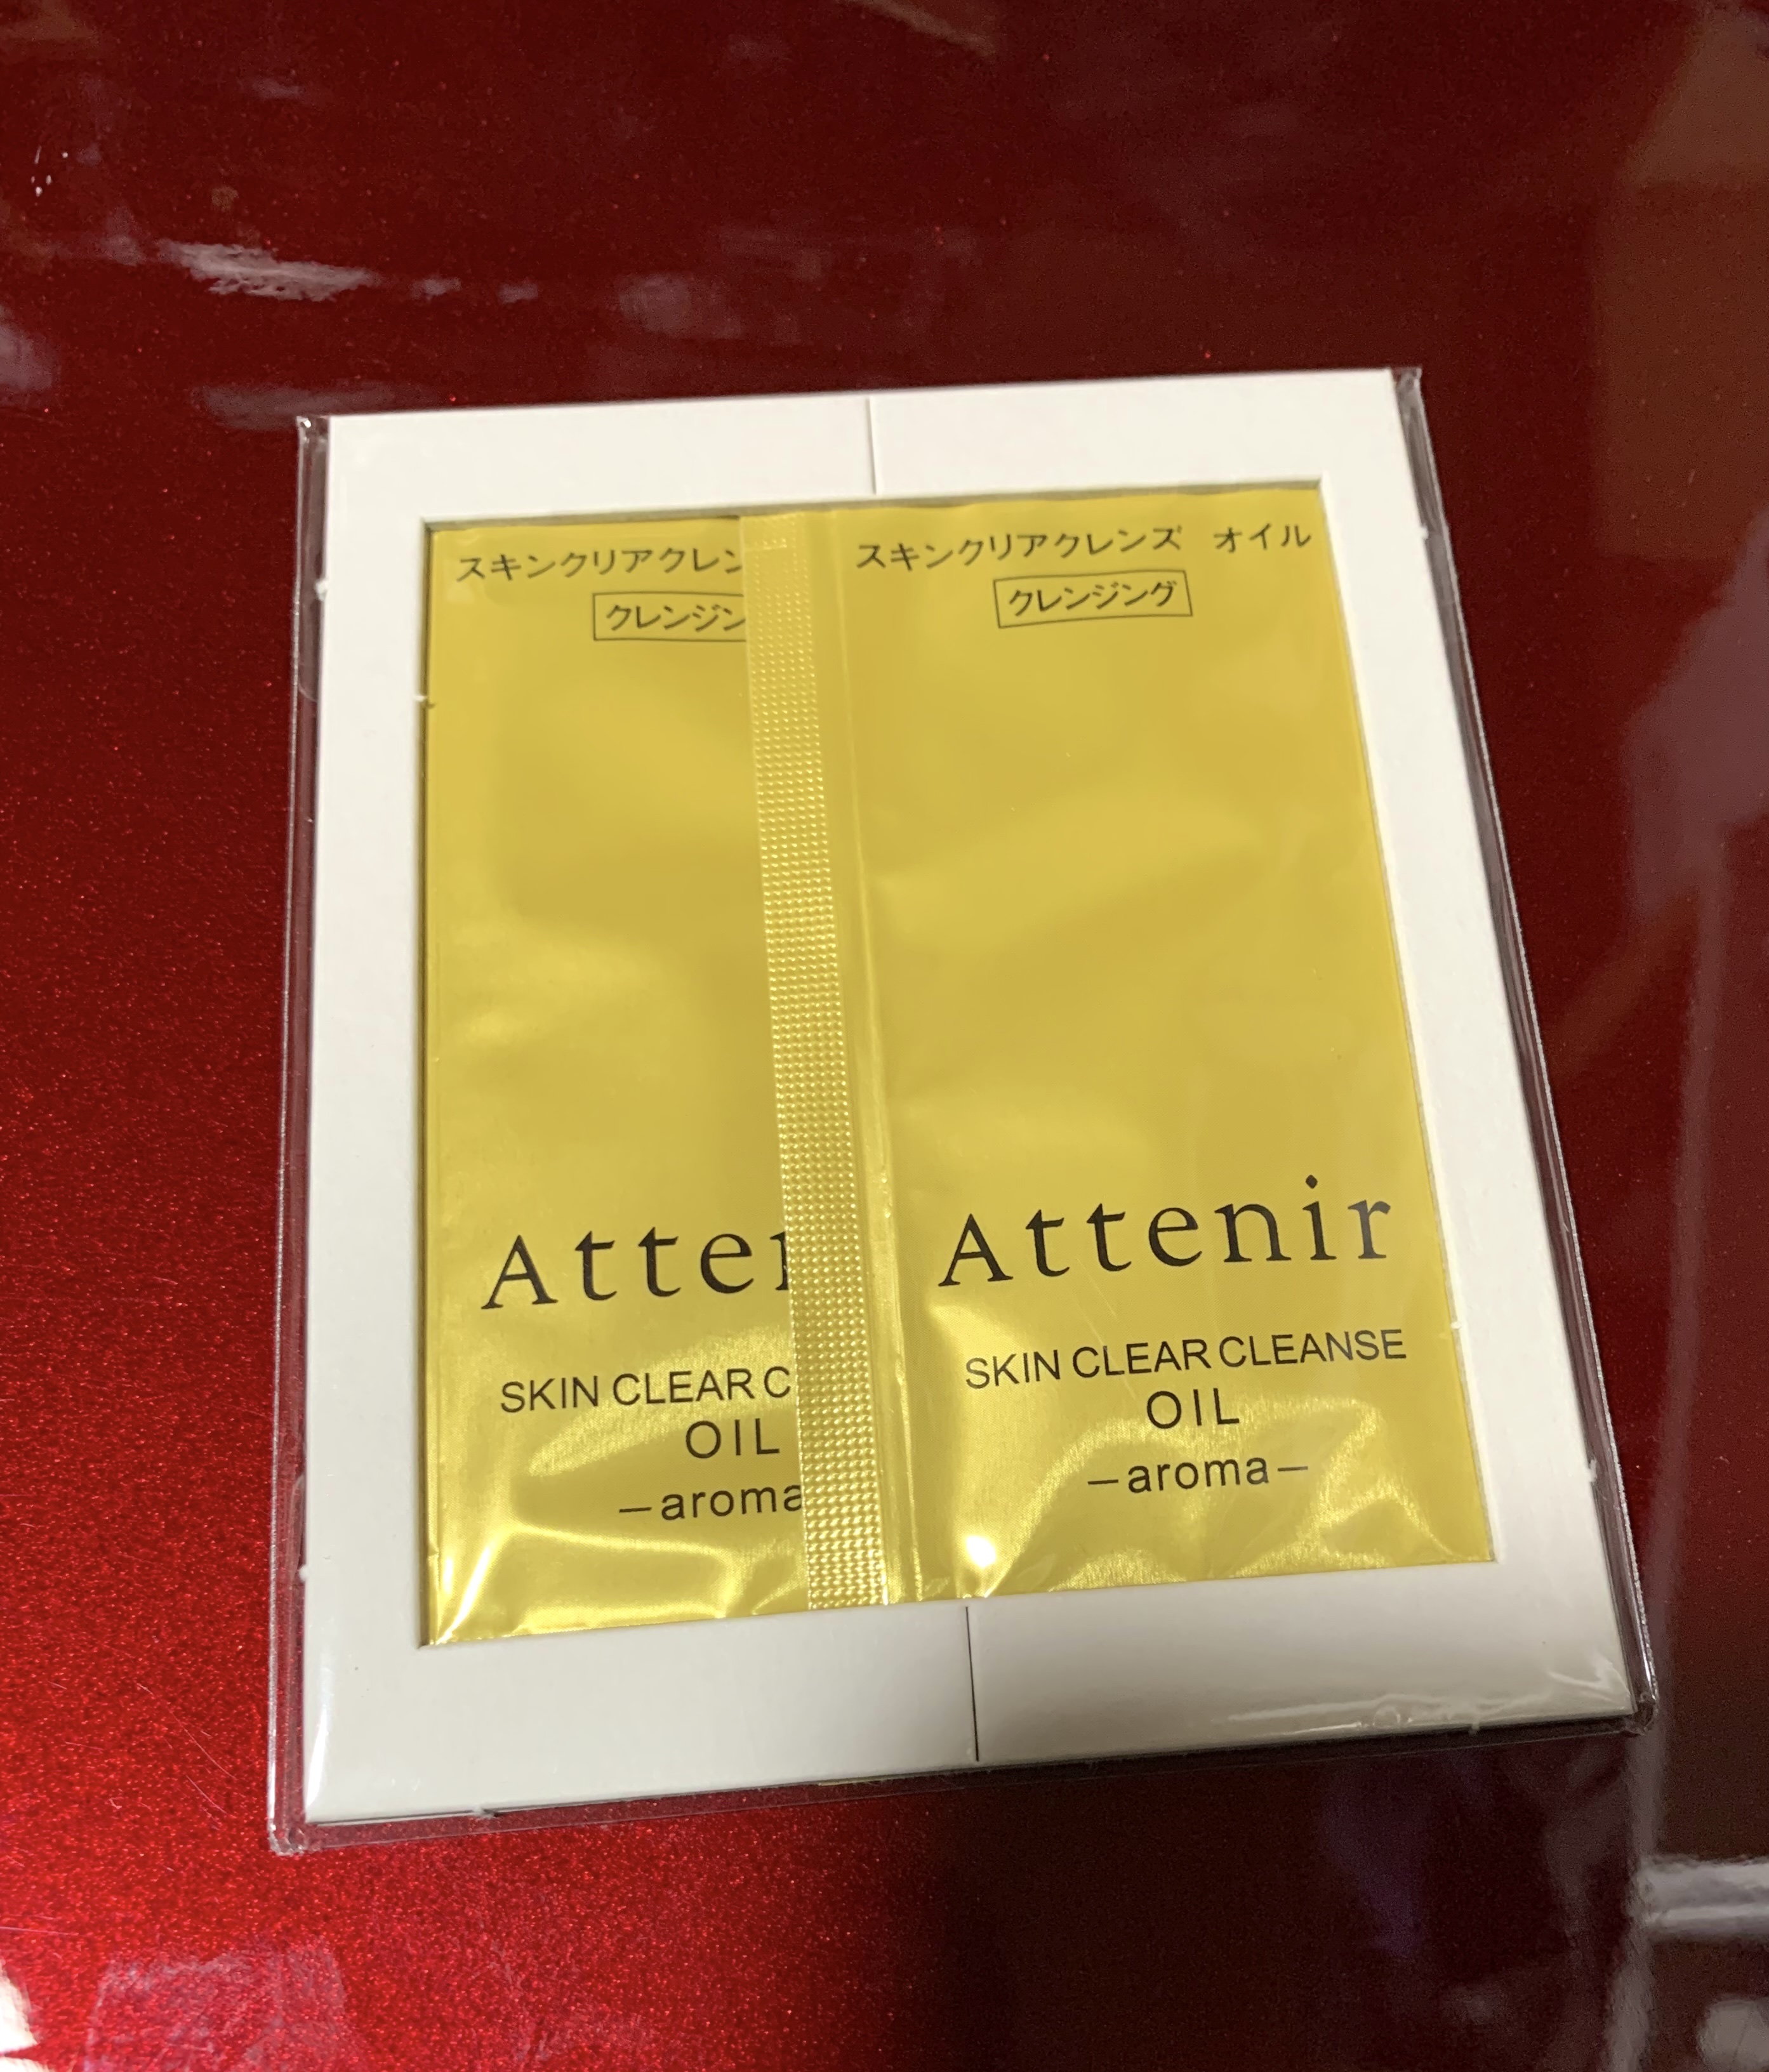 スキンクリアクレン
クレンジン
Atten
SKIN CLEAR C
OIL
–aroma
スキンクリアクレンズ オイル
クレンジング
Attenir
SKIN CLEAR CLEANSE
OIL
–aroma–